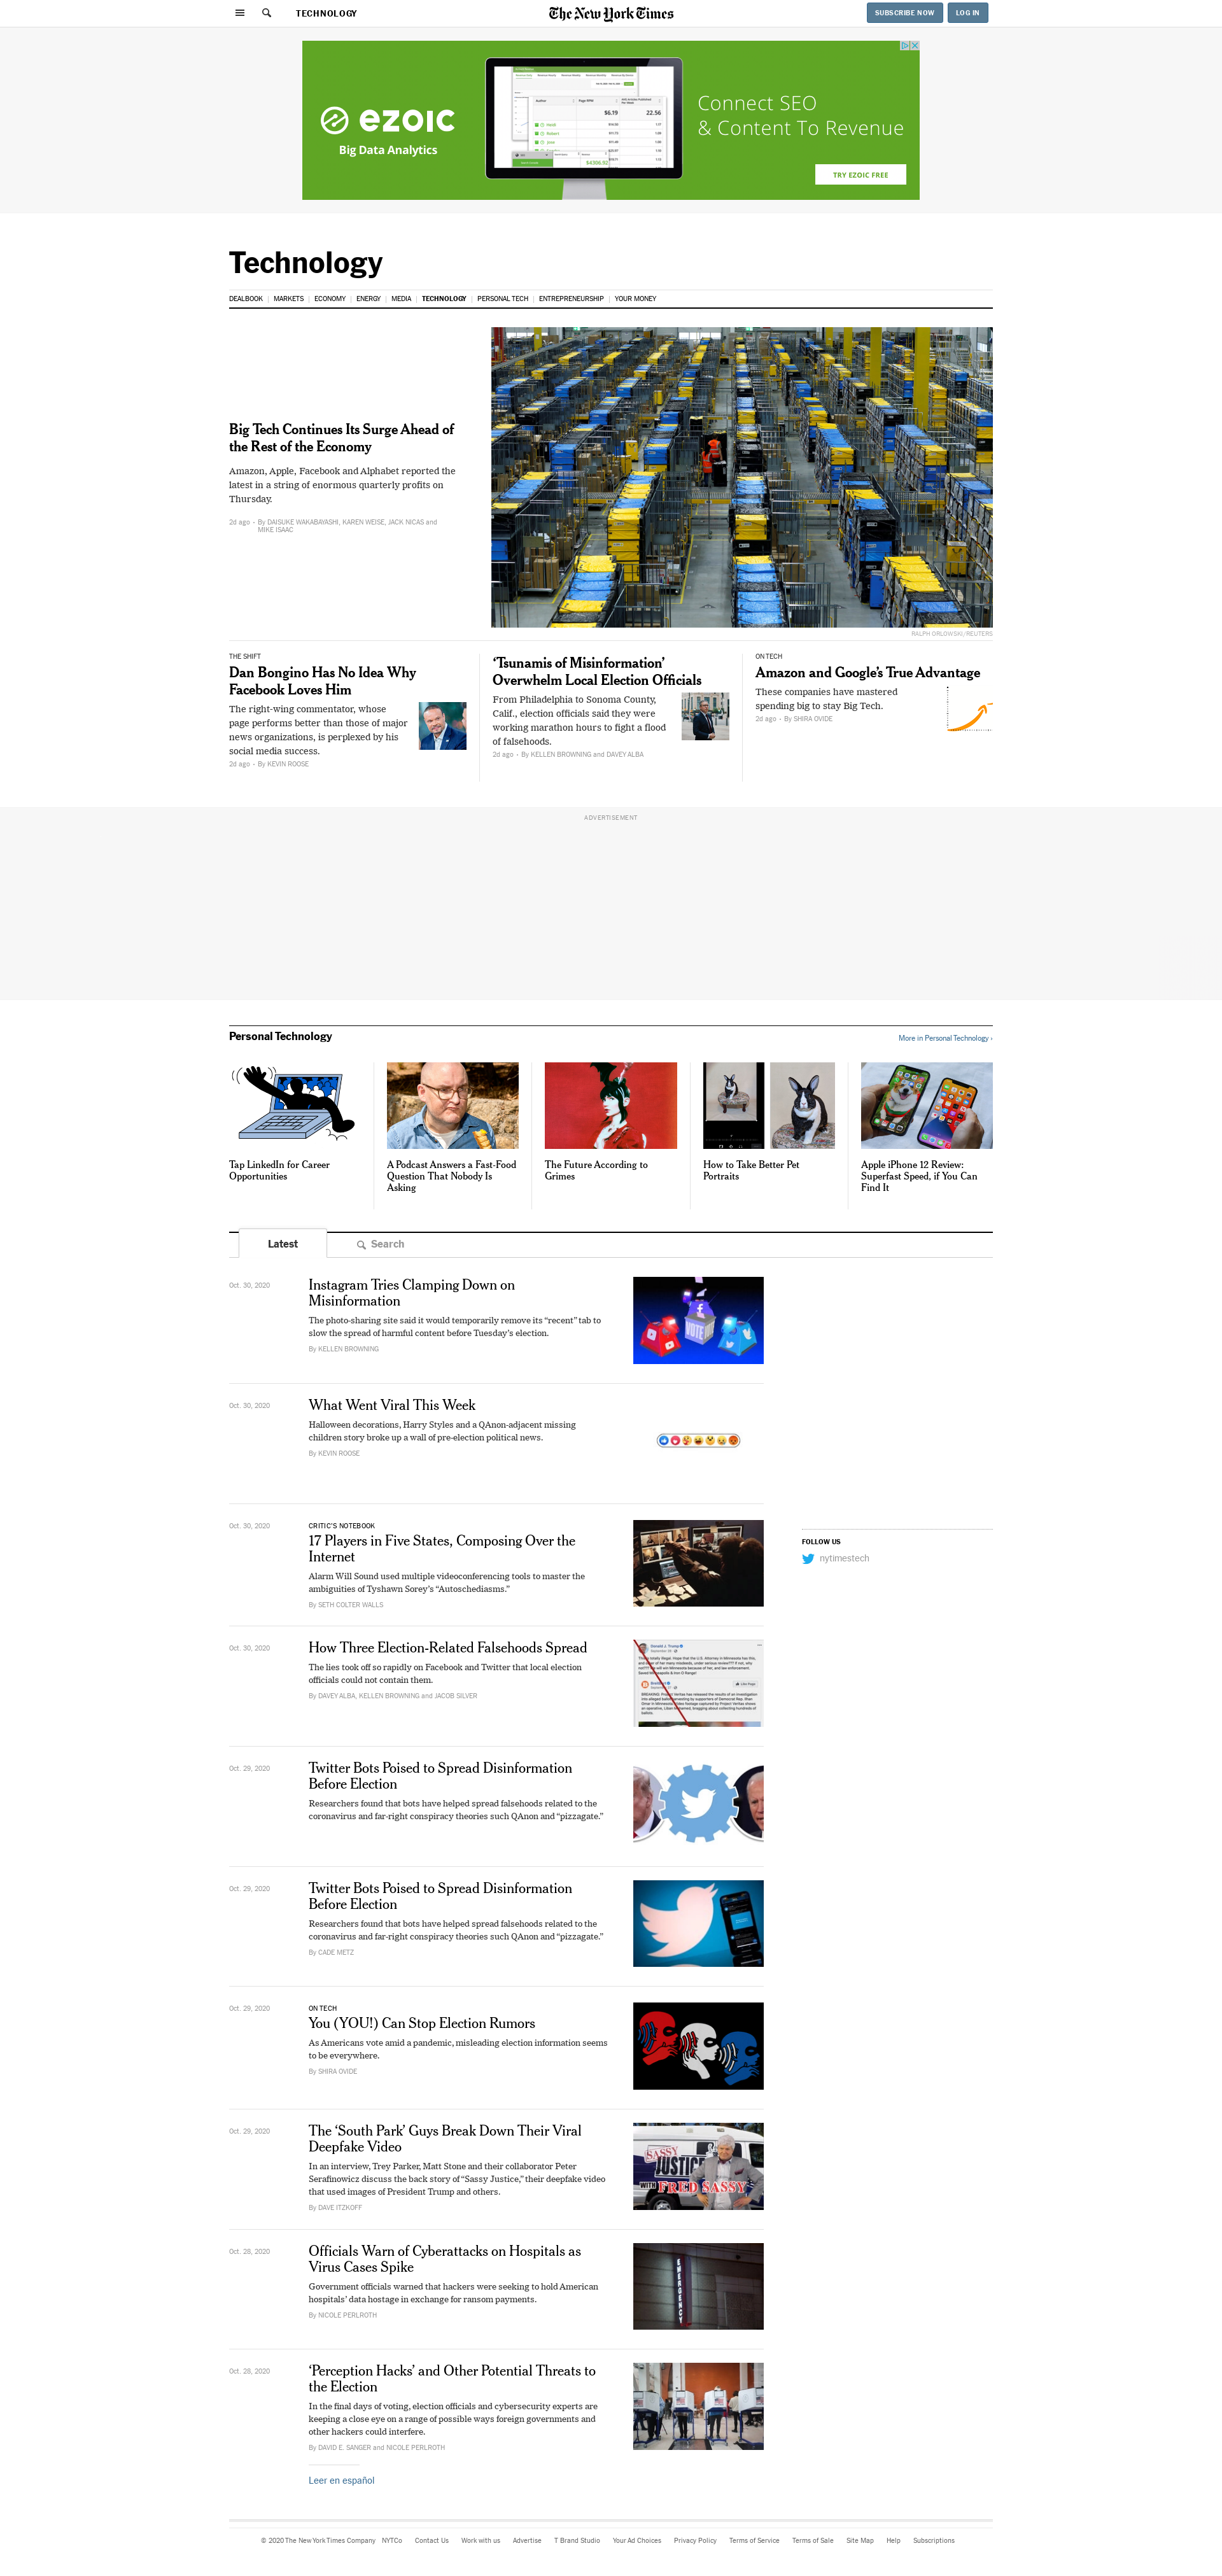 TECHNOLOGY
The New York Times
SUBSCRIBE NOW
LOG IN
ezoic
Big Data Analytics
Connect SEO
& Content To Revenue
TRY EZOIC FREE
Technology
DEALBOOK | MARKETS | ECONOMY | ENERGY | MEDIA | TECHNOLOGY | PERSONAL TECH | ENTREPRENEURSHIP | YOUR MONEY
Big Tech Continues Its Surge Ahead of
the Rest of the Economy
Amazon, Apple, Facebook and Alphabet reported the
latest in a string of enormous quarterly profits on
Thursday.
2d ago • By DAISUKE WAKABAYASHI, KAREN WEISE, JACK NICAS and
MIKE ISAAC
RALPH ORLOWSKI/REUTERS
THE SHIFT
Dan Bongino Has No Idea Why
Facebook Loves Him
The right-wing commentator, whose
page performs better than those of major
news organizations, is perplexed by his
social media success.
2d ago • By KEVIN ROOSE
‘Tsunamis of Misinformation’
Overwhelm Local Election Officials
From Philadelphia to Sonoma County,
Calif., election officials said they were
working marathon hours to fight a flood
of falsehoods.
2d ago • By KELLEN BROWNING and DAVEY ALBA
ON TECH
Amazon and Google’s True Advantage
These companies have mastered
spending big to stay Big Tech.
2d ago • By SHIRA OVIDE
ADVERTISEMENT
Personal Technology
More in Personal Technology ›
Tap LinkedIn for Career
Opportunities
A Podcast Answers a Fast-Food
Question That Nobody Is
Asking
The Future According to
Grimes
How to Take Better Pet
Portraits
Apple iPhone 12 Review:
Superfast Speed, if You Can
Find It
Latest
Search
Oct. 30, 2020
Instagram Tries Clamping Down on
Misinformation
The photo-sharing site said it would temporarily remove its “recent” tab to
slow the spread of harmful content before Tuesday’s election.
By KELLEN BROWNING
VOTE
Oct. 30, 2020
What Went Viral This Week
Halloween decorations, Harry Styles and a QAnon-adjacent missing
children story broke up a wall of pre-election political news.
By KEVIN ROOSE
Oct. 30, 2020
CRITIC’S NOTEBOOK
17 Players in Five States, Composing Over the
Internet
Alarm Will Sound used multiple videoconferencing tools to master the
ambiguities of Tyshawn Sorey’s “Autoschediasms.”
By SETH COLTER WALLS
FOLLOW US
nytimestech
Oct. 30, 2020
How Three Election-Related Falsehoods Spread
The lies took off so rapidly on Facebook and Twitter that local election
officials could not contain them.
By DAVEY ALBA, KELLEN BROWNING and JACOB SILVER
Donald J. Trump
Oct. 29, 2020
Twitter Bots Poised to Spread Disinformation
Before Election
Researchers found that bots have helped spread falsehoods related to the
coronavirus and far-right conspiracy theories such QAnon and “pizzagate.”
Oct. 29, 2020
Twitter Bots Poised to Spread Disinformation
Before Election
Researchers found that bots have helped spread falsehoods related to the
coronavirus and far-right conspiracy theories such QAnon and “pizzagate.”
By CADE METZ
Oct. 29, 2020
ON TECH
You (YOU!) Can Stop Election Rumors
As Americans vote amid a pandemic, misleading election information seems
to be everywhere.
By SHIRA OVIDE
Oct. 29, 2020
The ‘South Park’ Guys Break Down Their Viral
Deepfake Video
In an interview, Trey Parker, Matt Stone and their collaborator Peter
Serafinowicz discuss the back story of “Sassy Justice,” their deepfake video
that used images of President Trump and others.
By DAVE ITZKOFF
SASSY
JUSTICE
WITH FRED SASSY
Oct. 28, 2020
Officials Warn of Cyberattacks on Hospitals as
Virus Cases Spike
Government officials warned that hackers were seeking to hold American
hospitals’ data hostage in exchange for ransom payments.
By NICOLE PERLROTH
EMERGENCY
Oct. 28, 2020
‘Perception Hacks’ and Other Potential Threats to
the Election
In the final days of voting, election officials and cybersecurity experts are
keeping a close eye on a range of possible ways foreign governments and
other hackers could interfere.
By DAVID E. SANGER and NICOLE PERLROTH
Leer en español
© 2020 The New York Times Company NYTCo Contact Us Work with us Advertise T Brand Studio Your Ad Choices Privacy Policy Terms of Service Terms of Sale Site Map Help Subscriptions